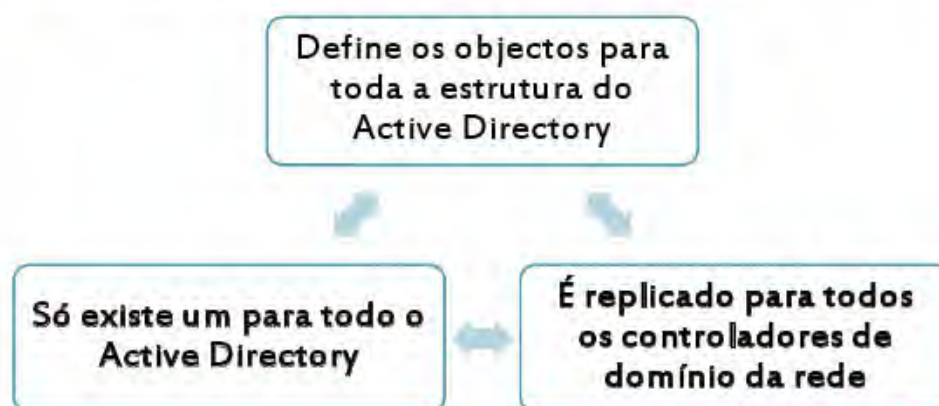 Define os objectos para
toda a estrutura do
Active Directory
Só existe um para todo o
Active Directory
É replicado para todos
os controladores de
domínio da rede